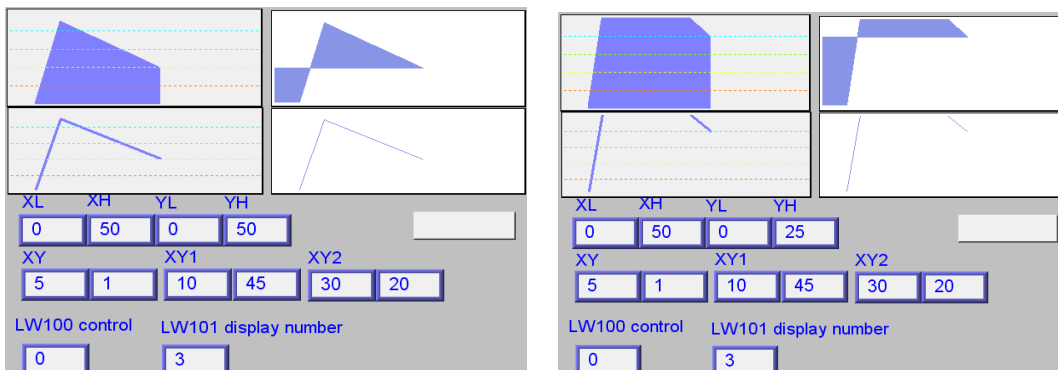 XL XH YL YH
0 50 0 50
XY XY1 XY2
5 1 10 45 30 20
LW100 control LW101 display number
0 3
XL XH YL YH
0 50 0 25
XY XY1 XY2
5 1 10 45 30 20
LW100 control LW101 display number
0 3